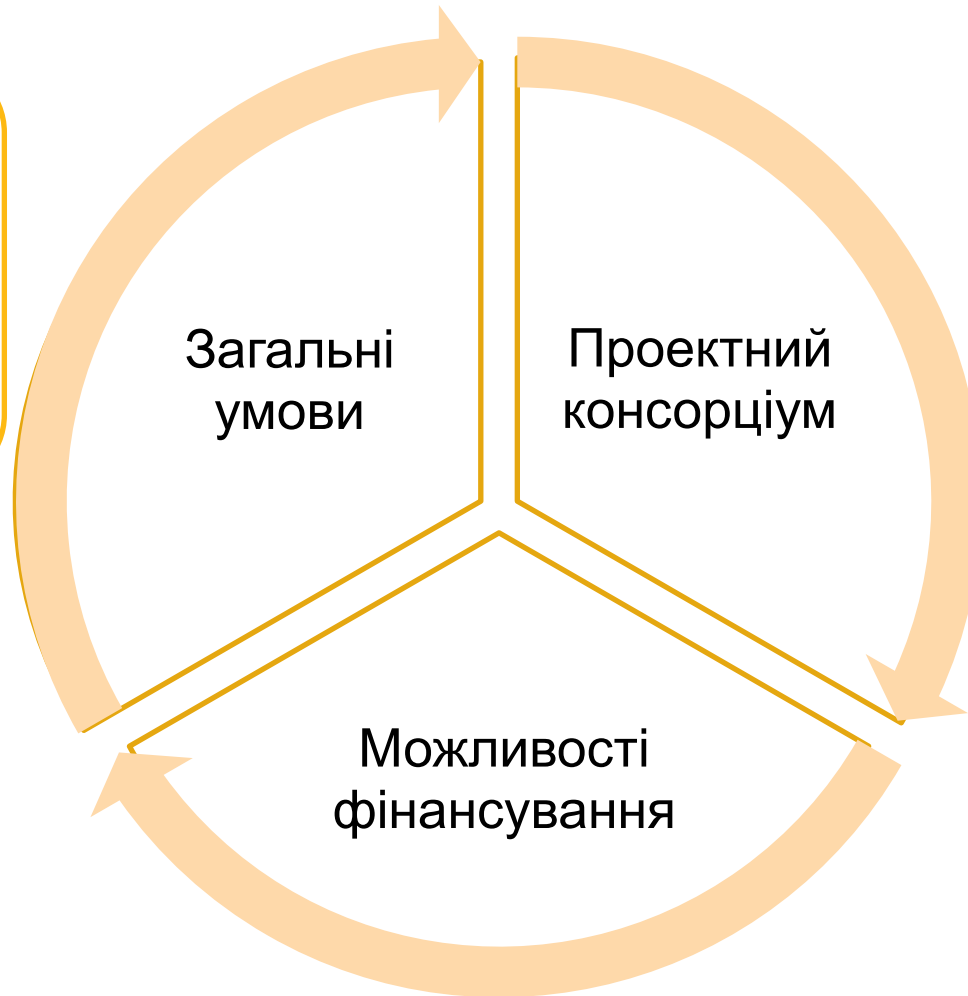 Загальні
умови
Проектний
консорціум
Можливості
фінансування